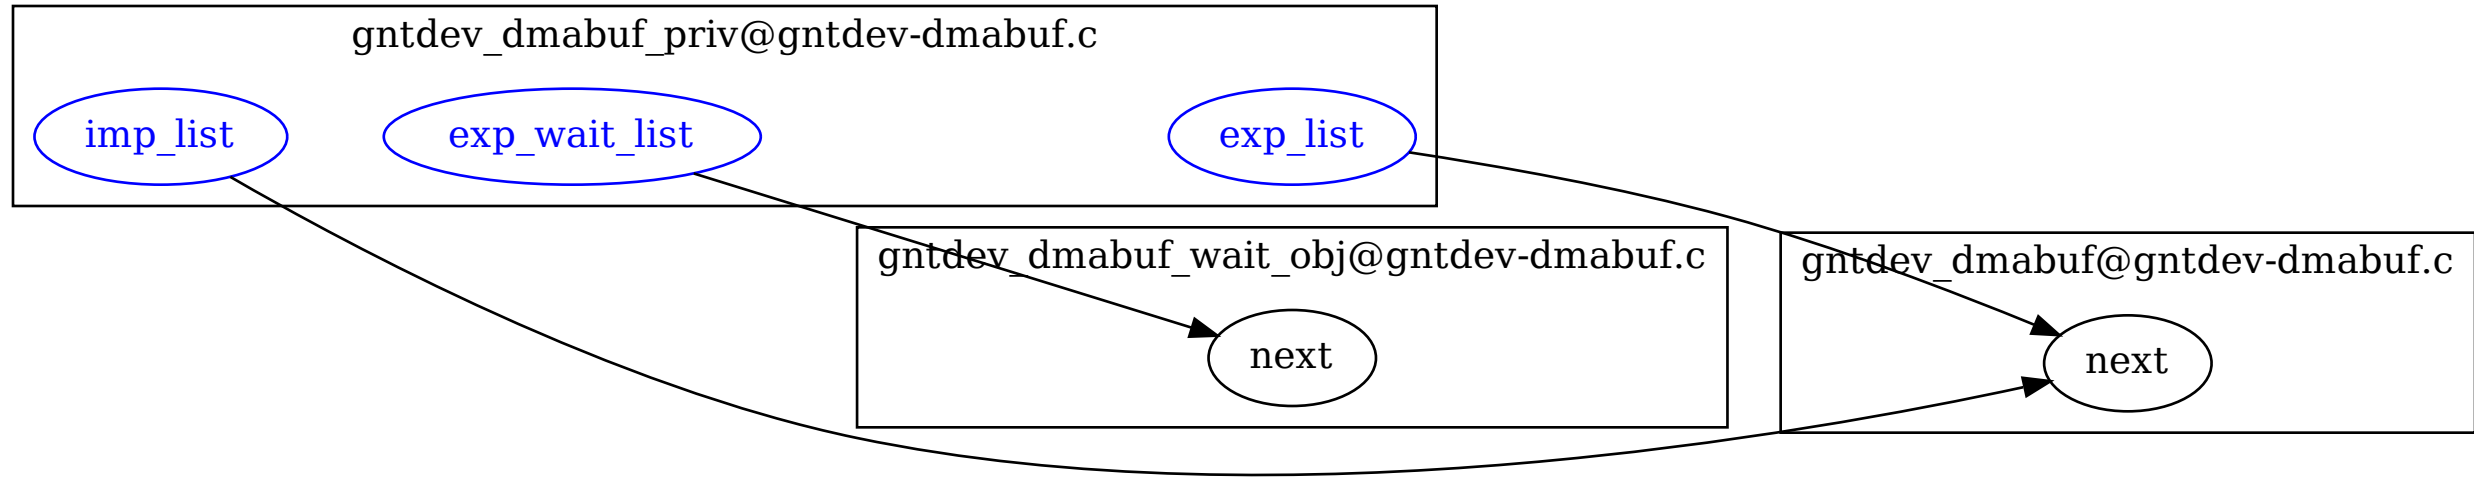 gntdev_dmabuf_priv@gntdev-dmabuf.c
imp_list
exp_wait_list
exp_list
gntdev_dmabuf_wait_obj@gntdev-dmabuf.c
next
gntdev_dmabuf@gntdev-dmabuf.c
next